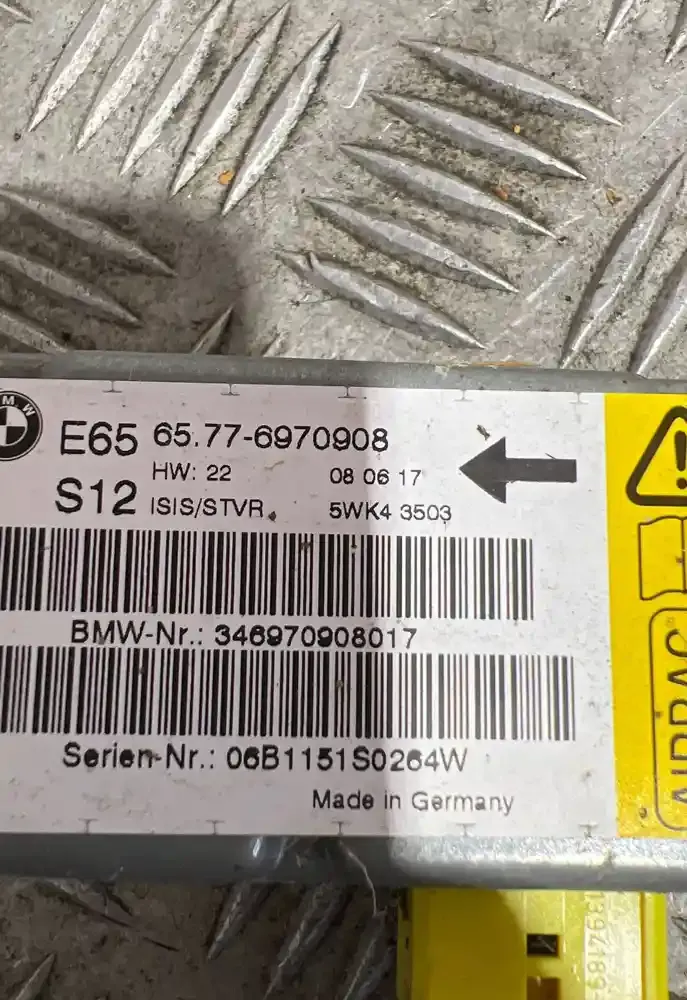 BMW
E65 65.77-6970908
HW: 22 08 06 17
S12 ISIS/STVR. 5WK4 3503
BMW-Nr.: 346970908017
Serien-Nr.: 06B1151S0264W
Made in Germany
AIRBAG